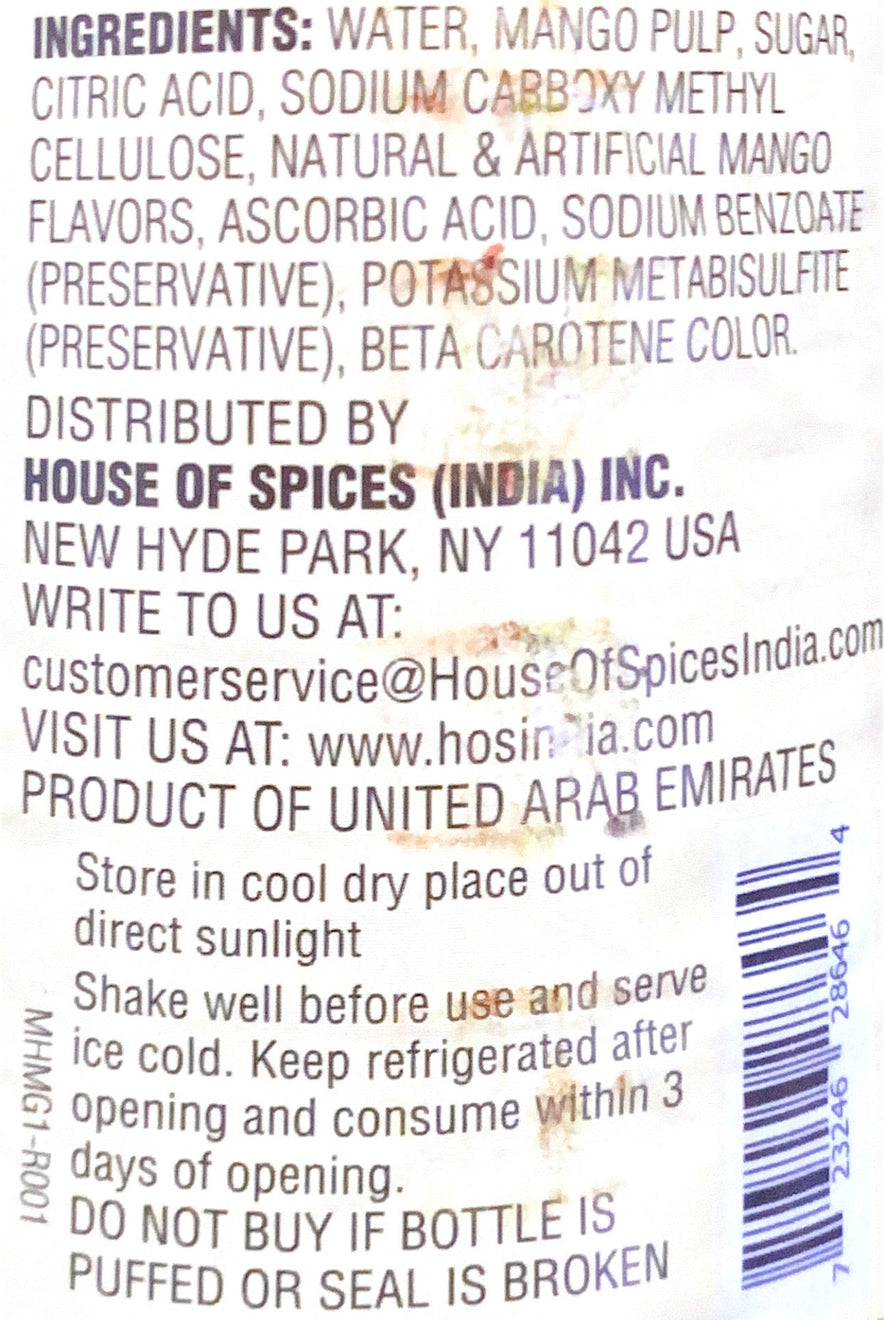 INGREDIENTS: WATER, MANGO PULP, SUGAR,
CITRIC ACID, SODIUM CARBOXY METHYL
CELLULOSE, NATURAL & ARTIFICIAL MANGO
FLAVORS, ASCORBIC ACID, SODIUM BENZOATE
(PRESERVATIVE), POTASSIUM METABISULFITE
(PRESERVATIVE), BETA CAROTENE COLOR.
DISTRIBUTED BY
HOUSE OF SPICES (INDIA) INC.
NEW HYDE PARK, NY 11042 USA
WRITE TO US AT:
customerservice@HouseOfSpicesIndia.com
VISIT US AT: www.hosindia.com
PRODUCT OF UNITED ARAB EMIRATES
Store in cool dry place out of
direct sunlight
Shake well before use and serve
ice cold. Keep refrigerated after
opening and consume within 3
days of opening.
DO NOT BUY IF BOTTLE IS
PUFFED OR SEAL IS BROKEN
MHMG1-R001
7 23246 28646 4